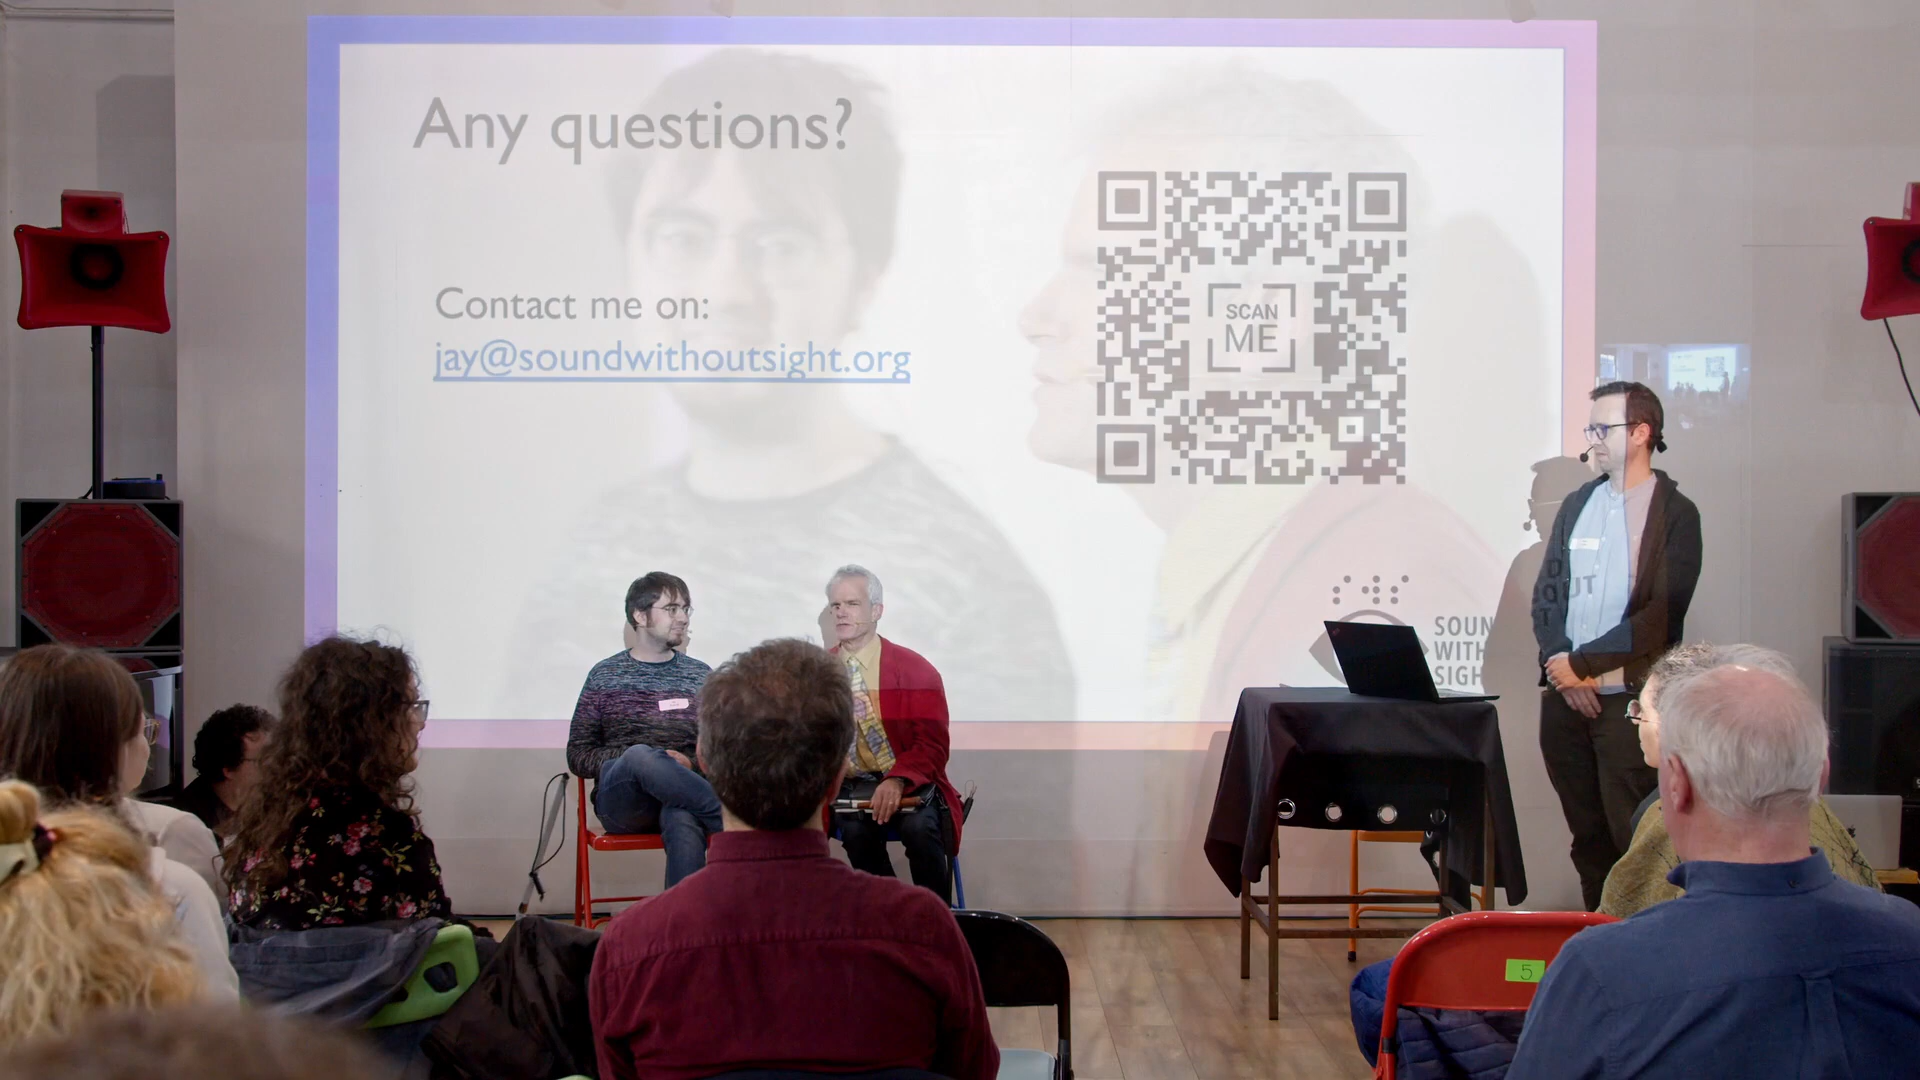 Any questions?
Contact me on:
jay@soundwithoutsight.org
SCAN
ME
SOUN
WITH
SIGH
5